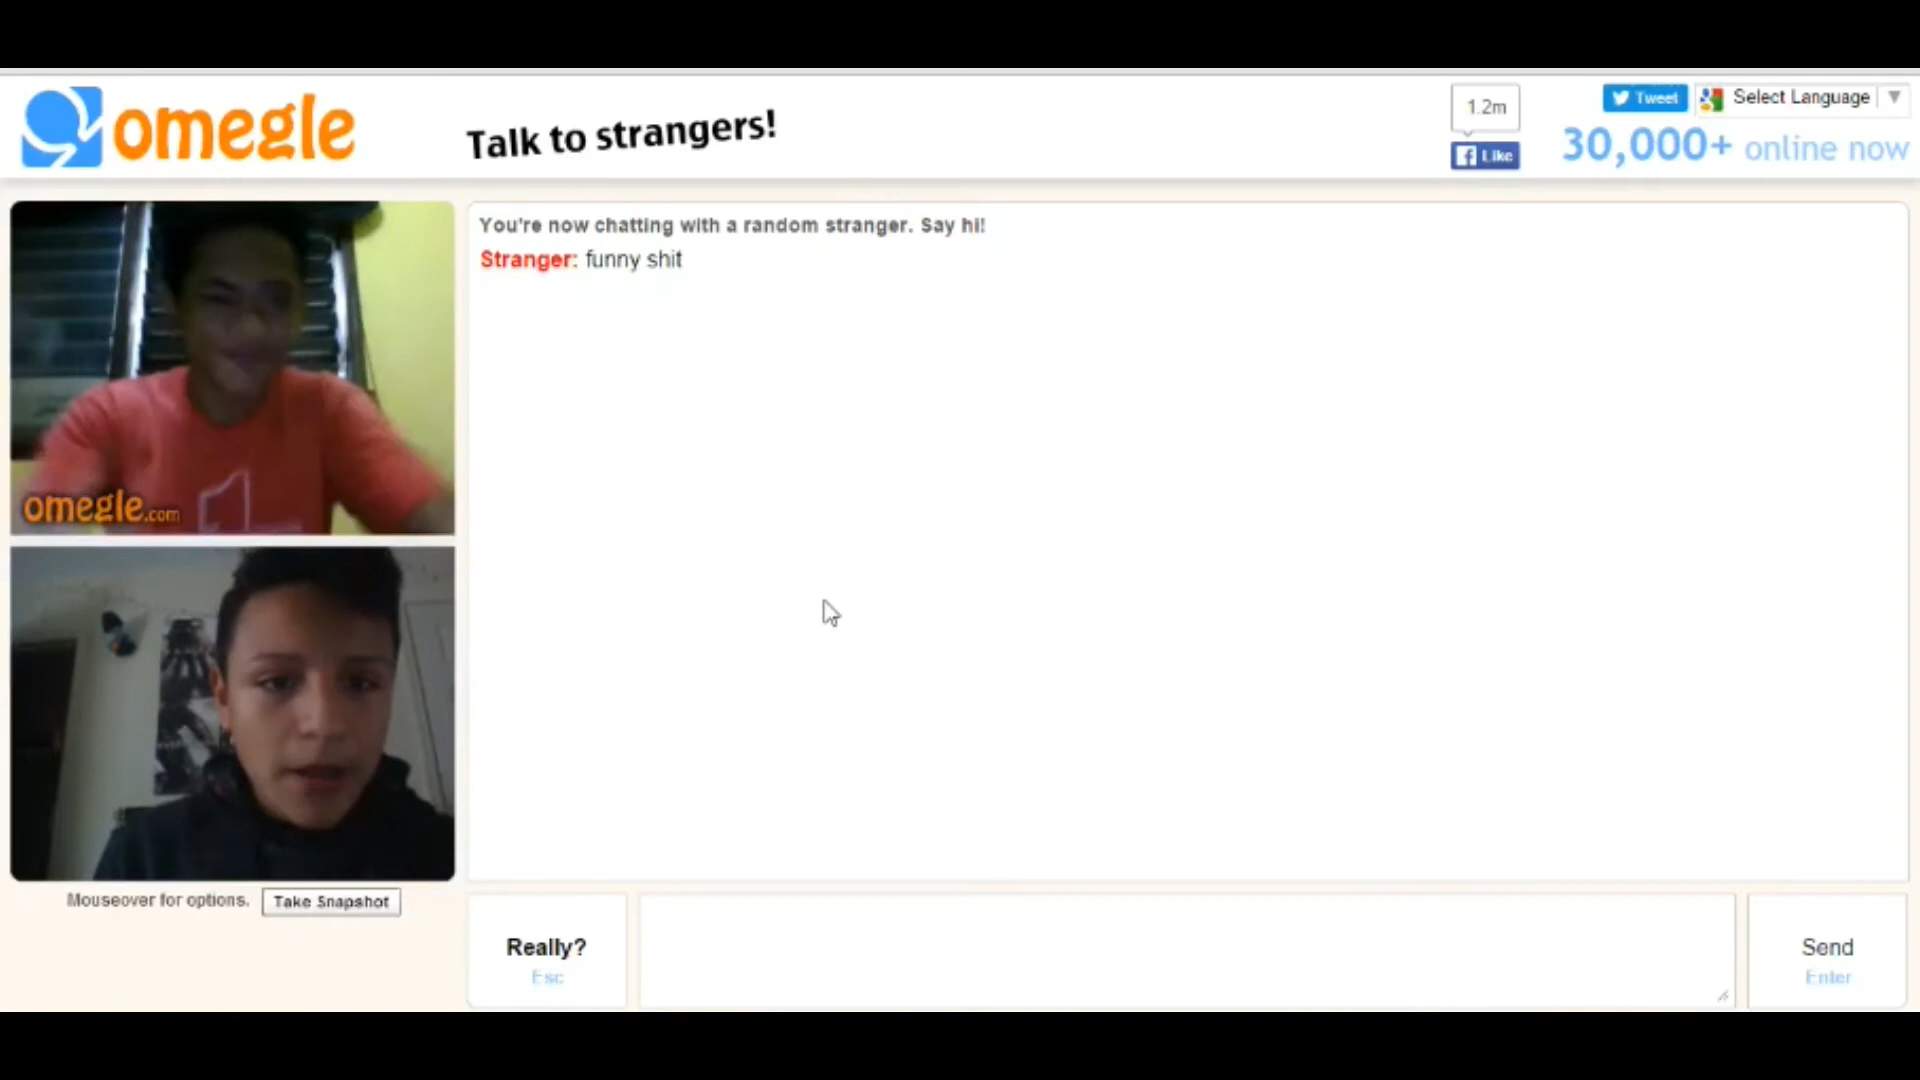 omegle
Talk to strangers!
1.2m
Like
Tweet
Select Language
30,000+ online now
omegle.com
You're now chatting with a random stranger. Say hi!
Stranger: funny shit
Mouseover for options.
Take Snapshot
Really?
Esc
Send
Enter